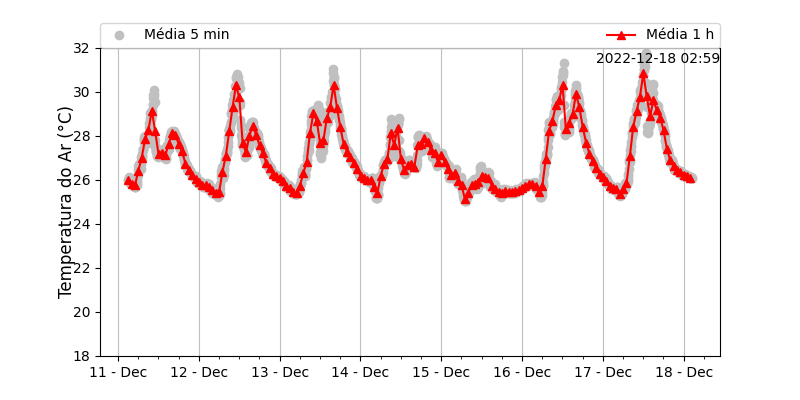 Média 5 min
Média 1 h
2022-12-18 02:59
Temperatura do Ar (°C)
32
30
28
26
24
22
20
18
11 - Dec
12 - Dec
13 - Dec
14 - Dec
15 - Dec
16 - Dec
17 - Dec
18 - Dec